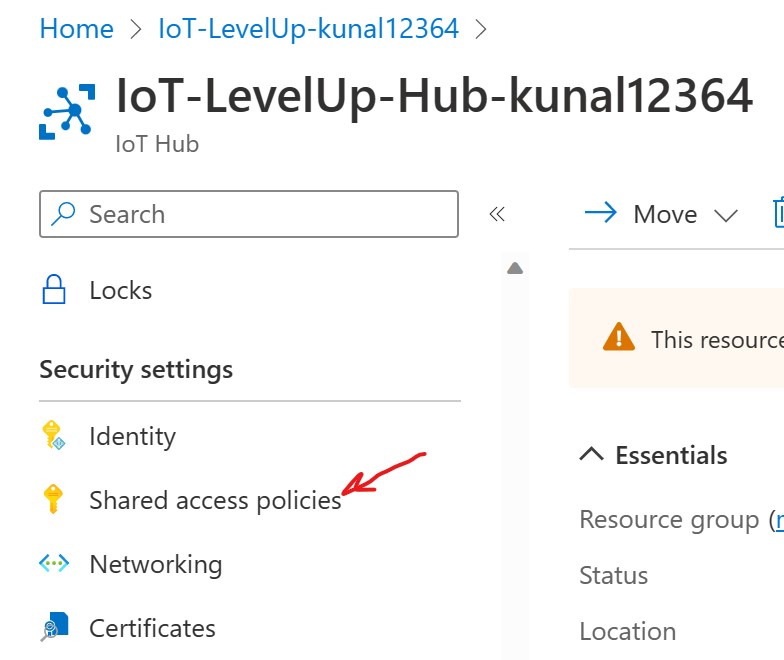 Home > IoT-LevelUp-kunal12364 >
IoT-LevelUp-Hub-kunal12364
IoT Hub
Search
«
Move
Locks
This resource
Security settings
Identity
Essentials
Shared access policies
Resource group (
Networking
Status
Certificates
Location